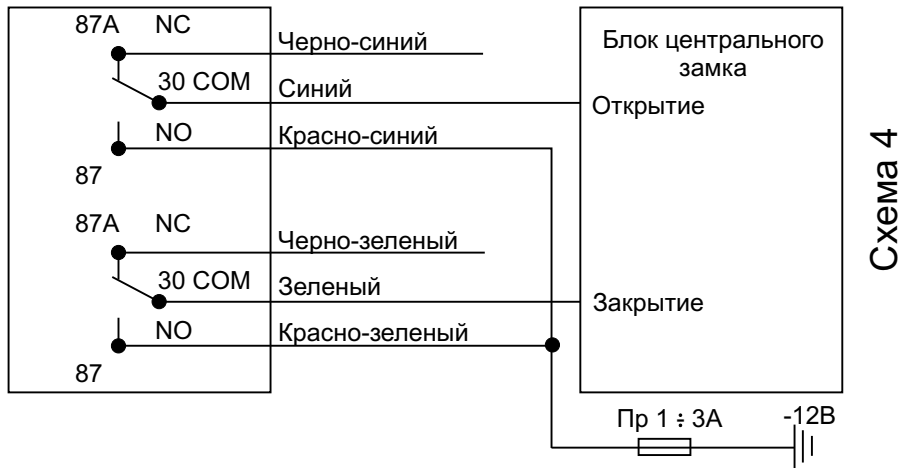 87A NC
Черно-синий
30 COM
Синий
NO
Красно-синий
87
87A NC
Черно-зеленый
30 COM
Зеленый
NO
Красно-зеленый
87
Блок центрального
замка
Открытие
Закрытие
Пр 1 ÷ 3А
-12В
Схема 4